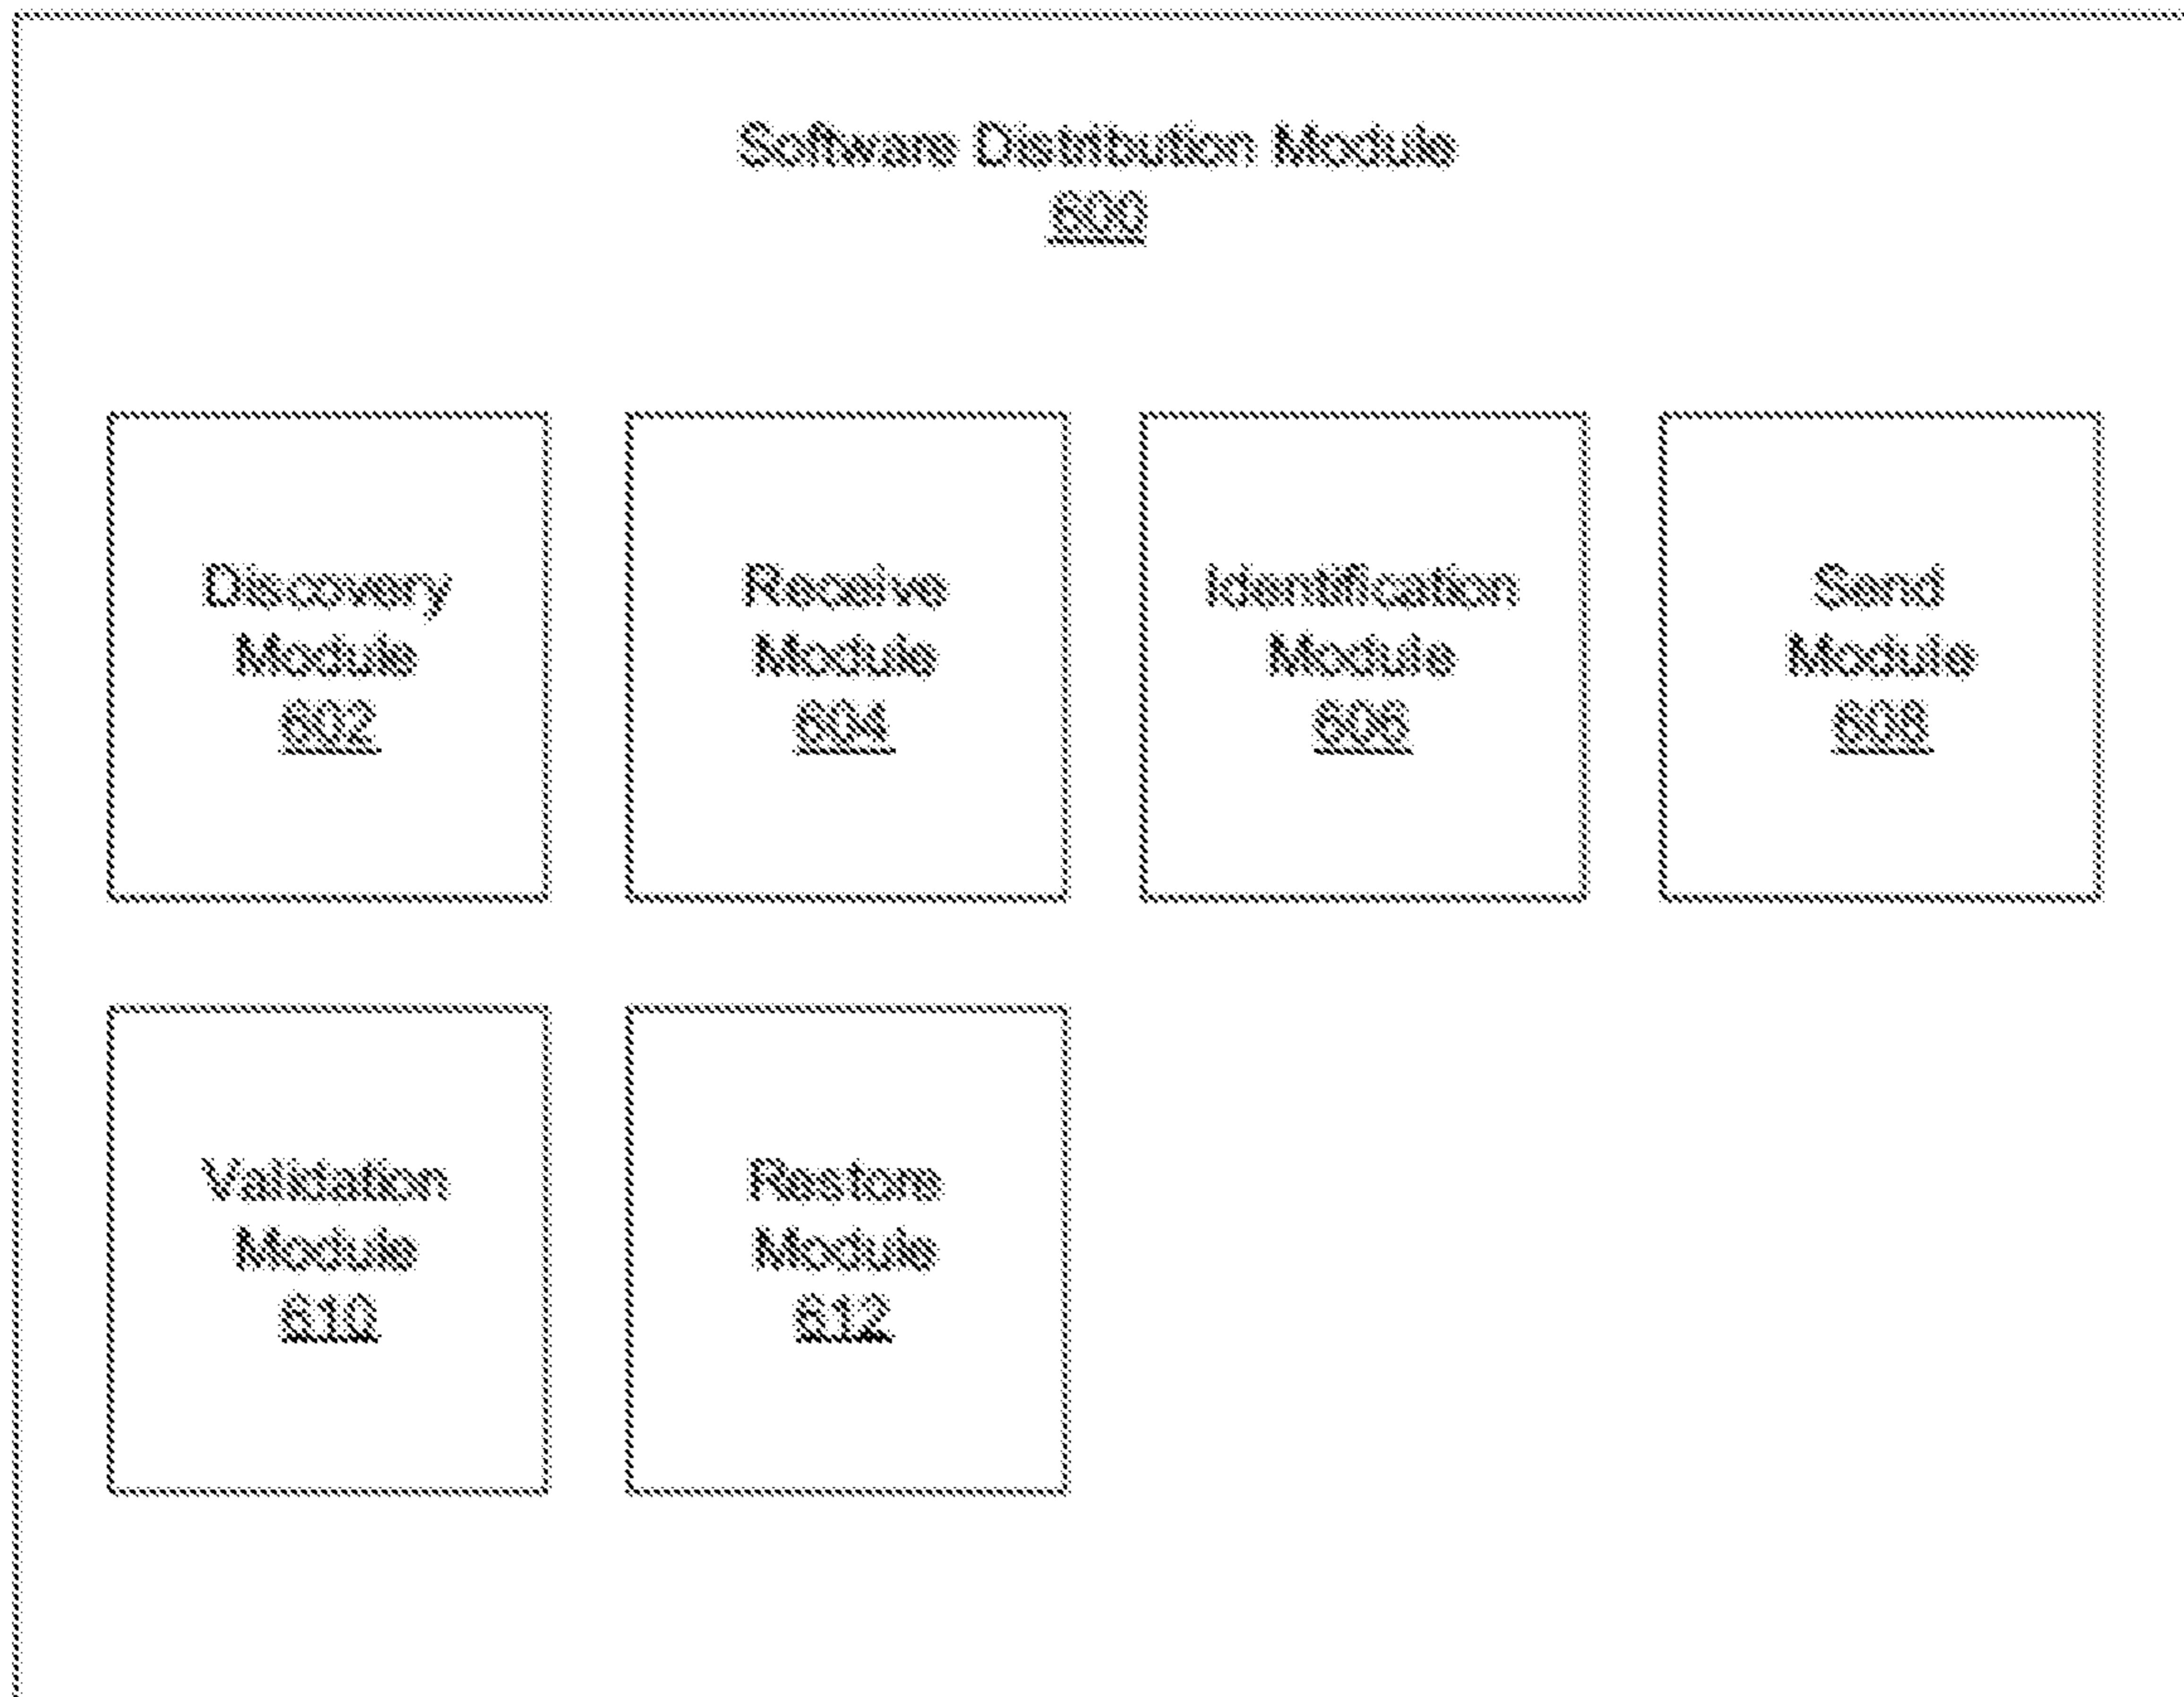 Software Distribution Module
600
Discovery
Module
602
Receive
Module
604
Identification
Module
606
Send
Module
608
Validation
Module
610
Restore
Module
612